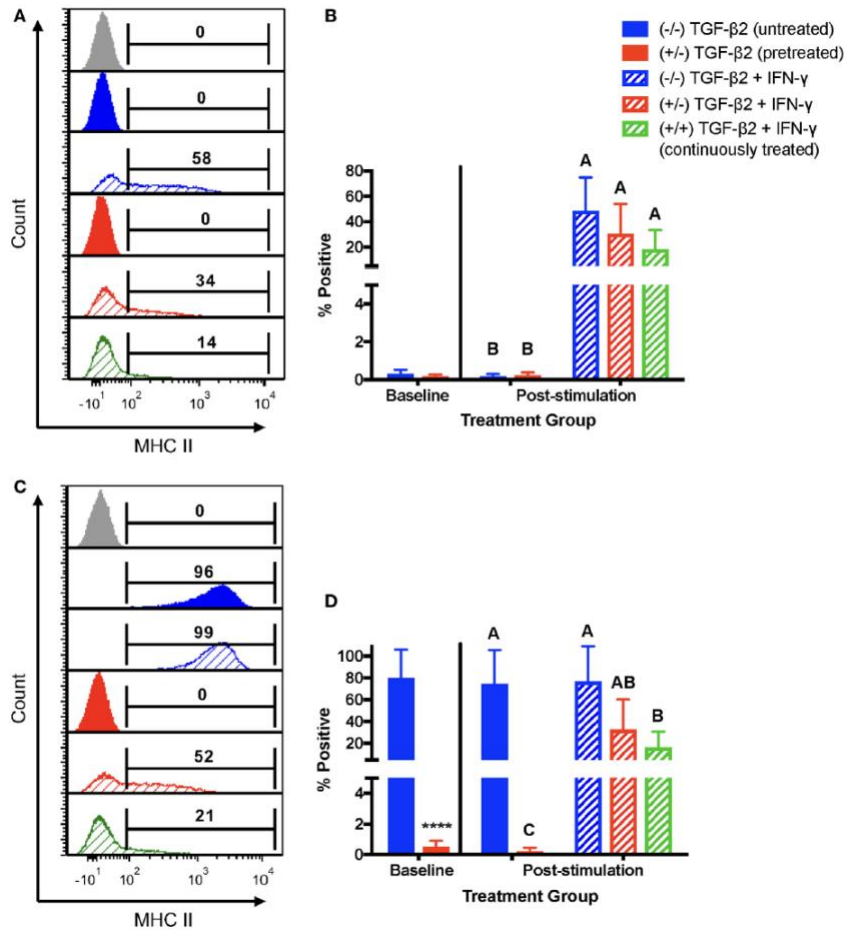 A
0
0
58
0
34
14
Count
-10¹ 10² 10³ 10⁴
MHC II
B
(-/-) TGF-β2 (untreated)
(+/-) TGF-β2 (pretreated)
(-/-) TGF-β2 + IFN-γ
(+/-) TGF-β2 + IFN-γ
(+/+) TGF-β2 + IFN-γ
(continuously treated)
% Positive
80
60
40
20
4
2
0
B B A A A
Baseline Post-stimulation
Treatment Group
C
0
96
99
0
52
21
Count
-10¹ 10² 10³ 10⁴
MHC II
D
% Positive
100
80
60
40
20
4
2
0
**** A C A AB B
Baseline Post-stimulation
Treatment Group